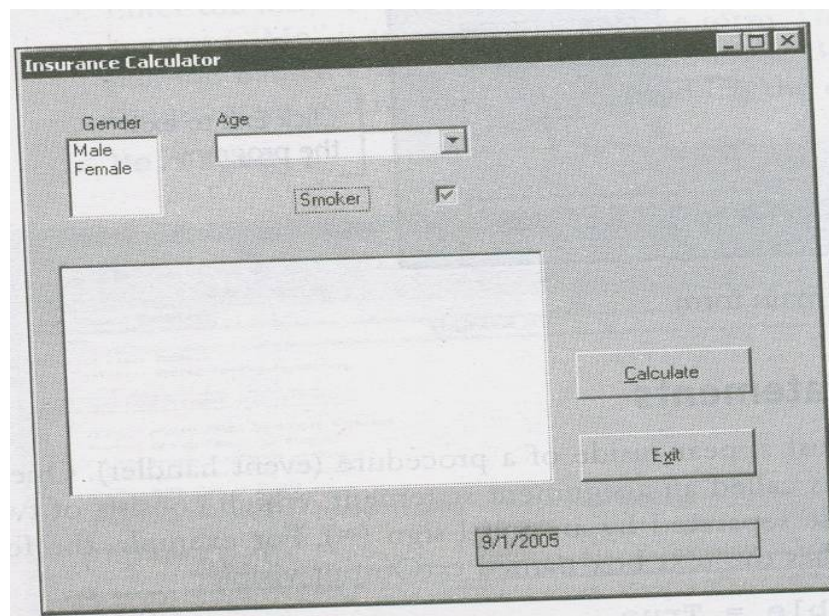 Insurance Calculator
Gender
Age
Male
Female
Smoker
Calculate
Exit
9/1/2005